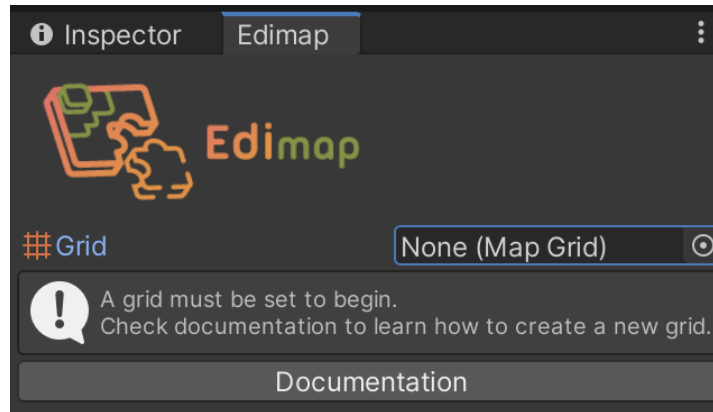 Inspector
Edimap
Edimap
Grid
None (Map Grid)
A grid must be set to begin.
Check documentation to learn how to create a new grid.
Documentation